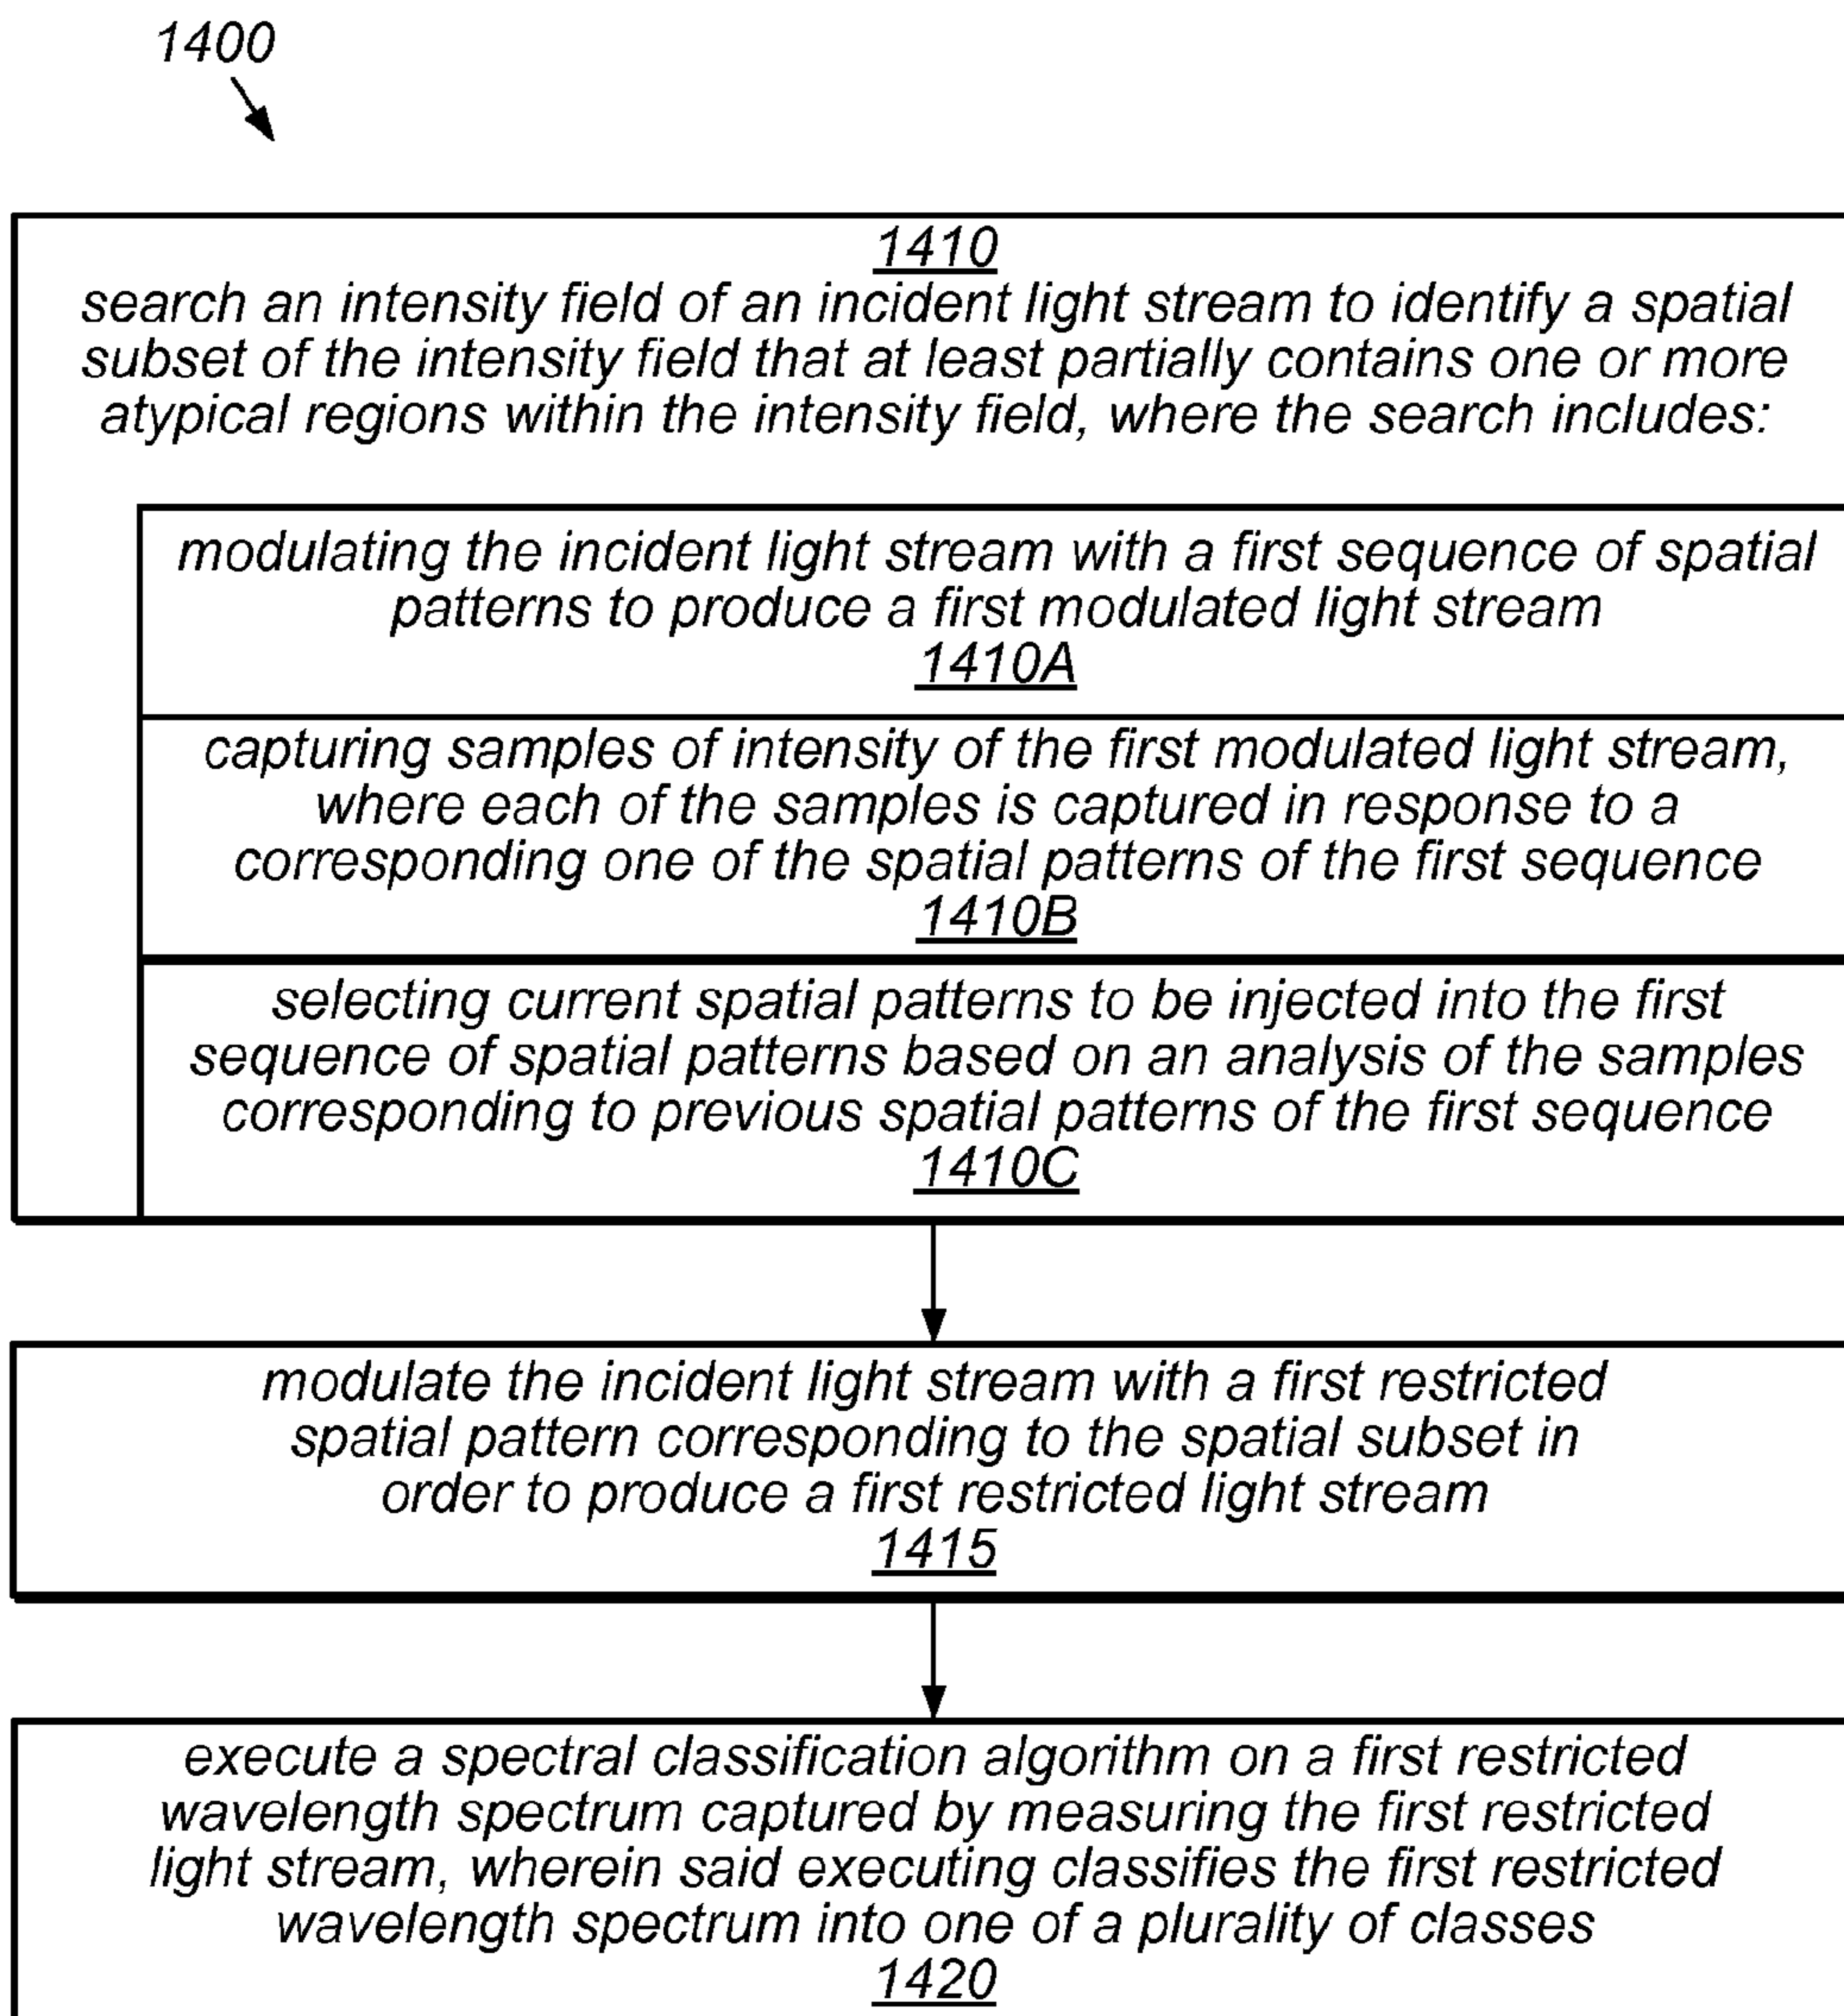 1400
1410
search an intensity field of an incident light stream to identify a spatial
subset of the intensity field that at least partially contains one or more
atypical regions within the intensity field, where the search includes:
modulating the incident light stream with a first sequence of spatial
patterns to produce a first modulated light stream
1410A
capturing samples of intensity of the first modulated light stream,
where each of the samples is captured in response to a
corresponding one of the spatial patterns of the first sequence
1410B
selecting current spatial patterns to be injected into the first
sequence of spatial patterns based on an analysis of the samples
corresponding to previous spatial patterns of the first sequence
1410C
modulate the incident light stream with a first restricted
spatial pattern corresponding to the spatial subset in
order to produce a first restricted light stream
1415
execute a spectral classification algorithm on a first restricted
wavelength spectrum captured by measuring the first restricted
light stream, wherein said executing classifies the first restricted
wavelength spectrum into one of a plurality of classes
1420